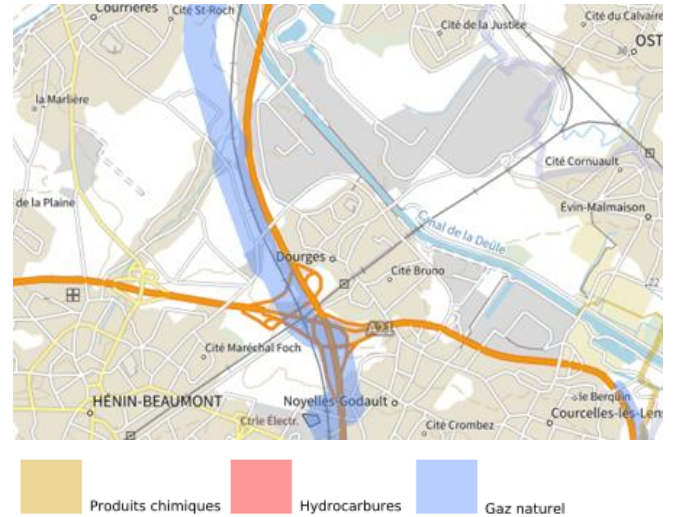 Courrières
Cité St-Roch
Cité du Calvaire
Cité de la Justice
36
OST
la Marlière
Cité Cornuault
de la Plaine
Évin-Malmaison
Canal de la Deûle
Dourges
Cité Bruno
22
A21
Cité Maréchal Foch
le Berquin
HÉNIN-BEAUMONT
Noyelles-Godault
Courcelles-lès-Lens
Ctrle Électr.
Cité Crombez
Produits chimiques
Hydrocarbures
Gaz naturel